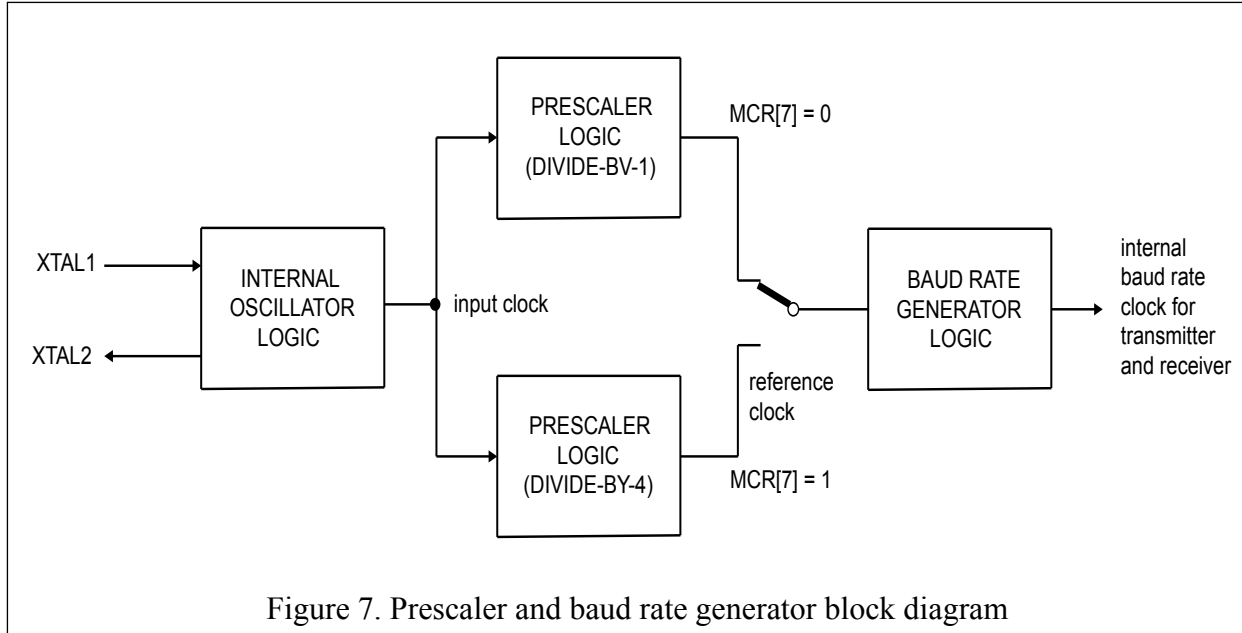 PRESCALER
LOGIC
(DIVIDE-BV-1)
MCR[7] = 0
XTAL1
XTAL2
INTERNAL
OSCILLATOR
LOGIC
input clock
BAUD RATE
GENERATOR
LOGIC
internal
baud rate
clock for
transmitter
and receiver
reference
clock
PRESCALER
LOGIC
(DIVIDE-BY-4)
MCR[7] = 1
Figure 7. Prescaler and baud rate generator block diagram